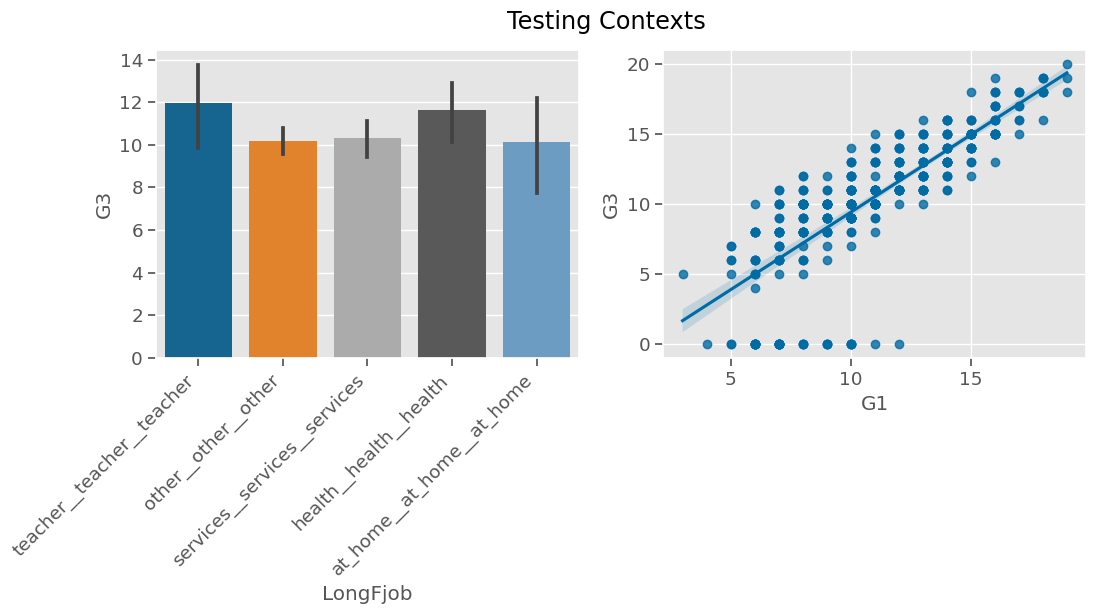 Testing Contexts
14
12
10
8
6
4
2
0
G3
teacher__teacher__teacher
other__other__other
services__services__services
health__health__health
at_home__at_home__at_home
LongFjob
20
15
10
5
0
G3
5
10
15
G1